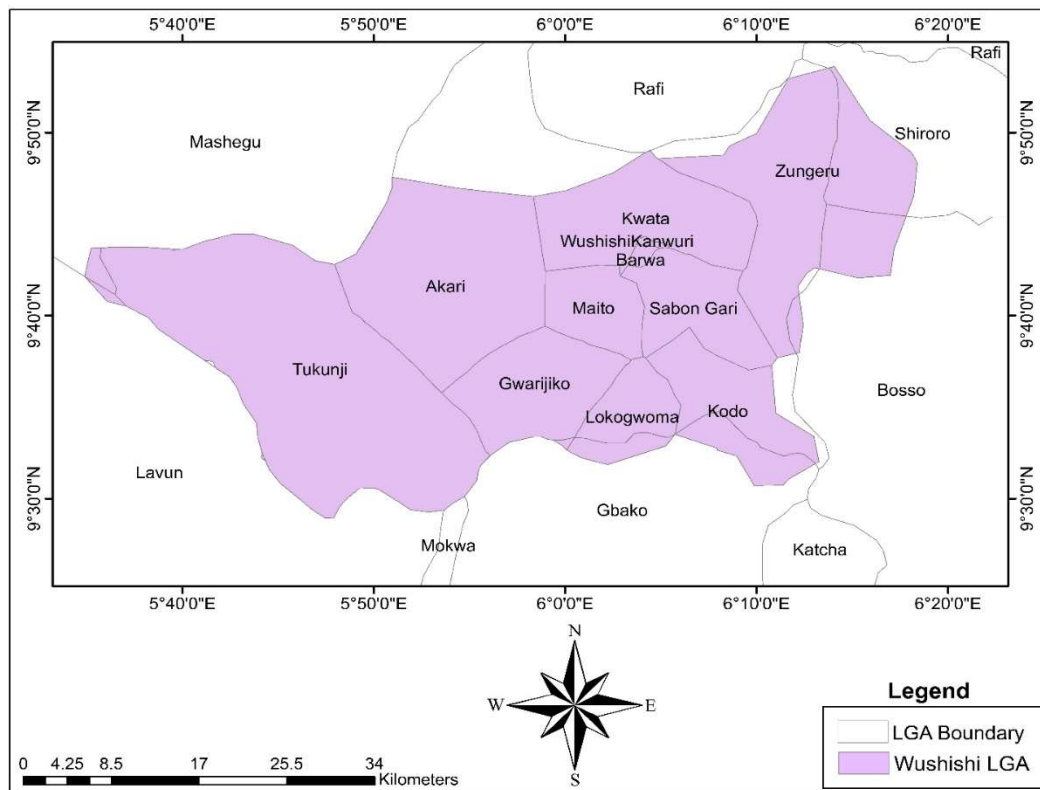 5°40'0"E 5°50'0"E 6°0'0"E 6°10'0"E 6°20'0"E
Rafi
Rafi
9°50'0"N
9°50'0"N
Mashegu
Shiroro
Zungeru
Kwata
WushishiKanwuri
Barwa
Akari
Maito
Sabon Gari
9°40'0"N
9°40'0"N
Tukunji
Gwarijiko
Bosso
Lokogwoma
Kodo
Lavun
9°30'0"N
9°30'0"N
Gbako
Mokwa
Katcha
5°40'0"E 5°50'0"E 6°0'0"E 6°10'0"E 6°20'0"E
N
W
E
S
Legend
LGA Boundary
Wushishi LGA
0 4.25 8.5 17 25.5 34
Kilometers